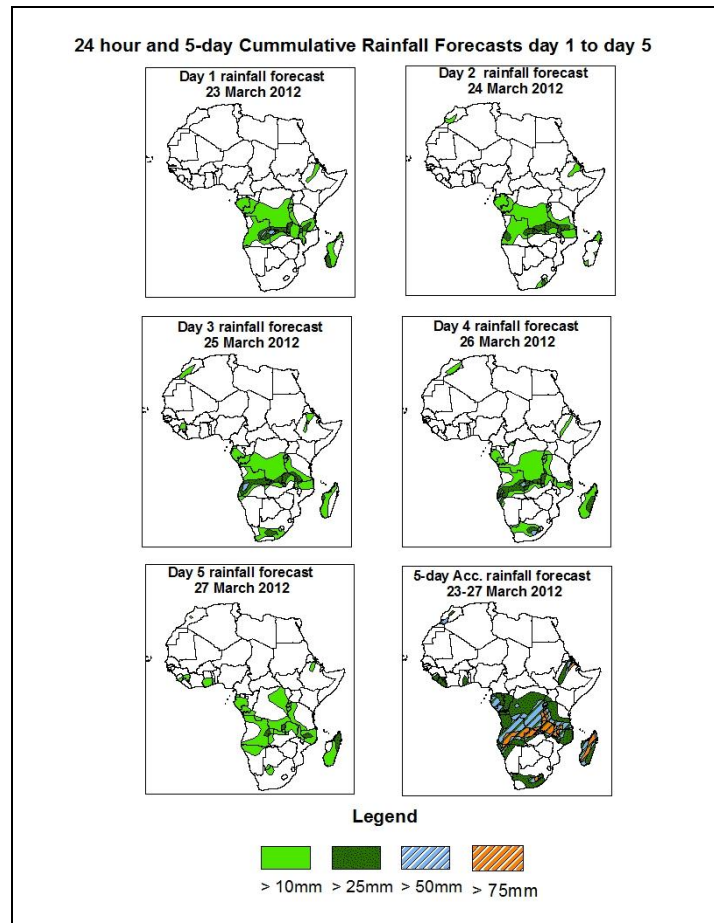 24 hour and 5-day Cummulative Rainfall Forecasts day 1 to day 5
Day 1 rainfall forecast
23 March 2012
Day 2 rainfall forecast
24 March 2012
Day 3 rainfall forecast
25 March 2012
Day 4 rainfall forecast
26 March 2012
Day 5 rainfall forecast
27 March 2012
5-day Acc. rainfall forecast
23-27 March 2012
Legend
> 10mm
> 25mm
> 50mm
> 75mm